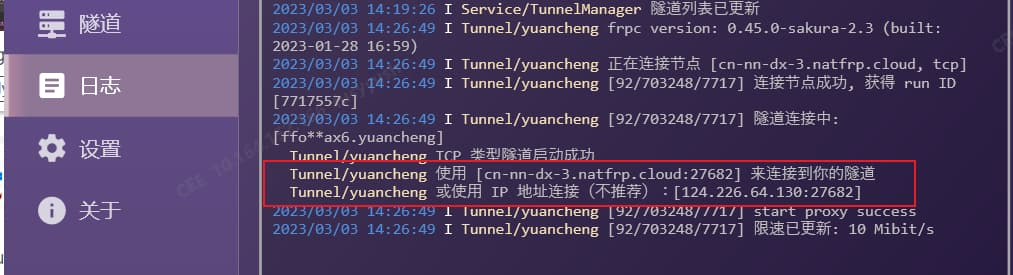 隧道
日志
设置
关于
2023/03/03 14:19:26 I Service/TunnelManager 隧道列表已更新
2023/03/03 14:26:49 I Tunnel/yuancheng frpc version: 0.45.0-sakura-2.3 (built:
2023-01-28 16:59)
2023/03/03 14:26:49 I Tunnel/yuancheng 正在连接节点 [cn-nn-dx-3.natfrp.cloud, tcp]
2023/03/03 14:26:49 I Tunnel/yuancheng [92/703248/7717] 连接节点成功, 获得 run ID
[7717557c]
2023/03/03 14:26:49 I Tunnel/yuancheng [92/703248/7717] 隧道连接中:
[ffo**ax6.yuancheng]
Tunnel/yuancheng TCP 类型隧道启动成功
Tunnel/yuancheng 使用 [cn-nn-dx-3.natfrp.cloud:27682] 来连接到你的隧道
Tunnel/yuancheng 或使用 IP 地址连接（不推荐）：[124.226.64.130:27682]
2023/03/03 14:26:49 I Tunnel/yuancheng [92/703248/7717] start proxy success
2023/03/03 14:26:49 I Tunnel/yuancheng [92/703248/7717] 限速已更新: 10 Mibit/s